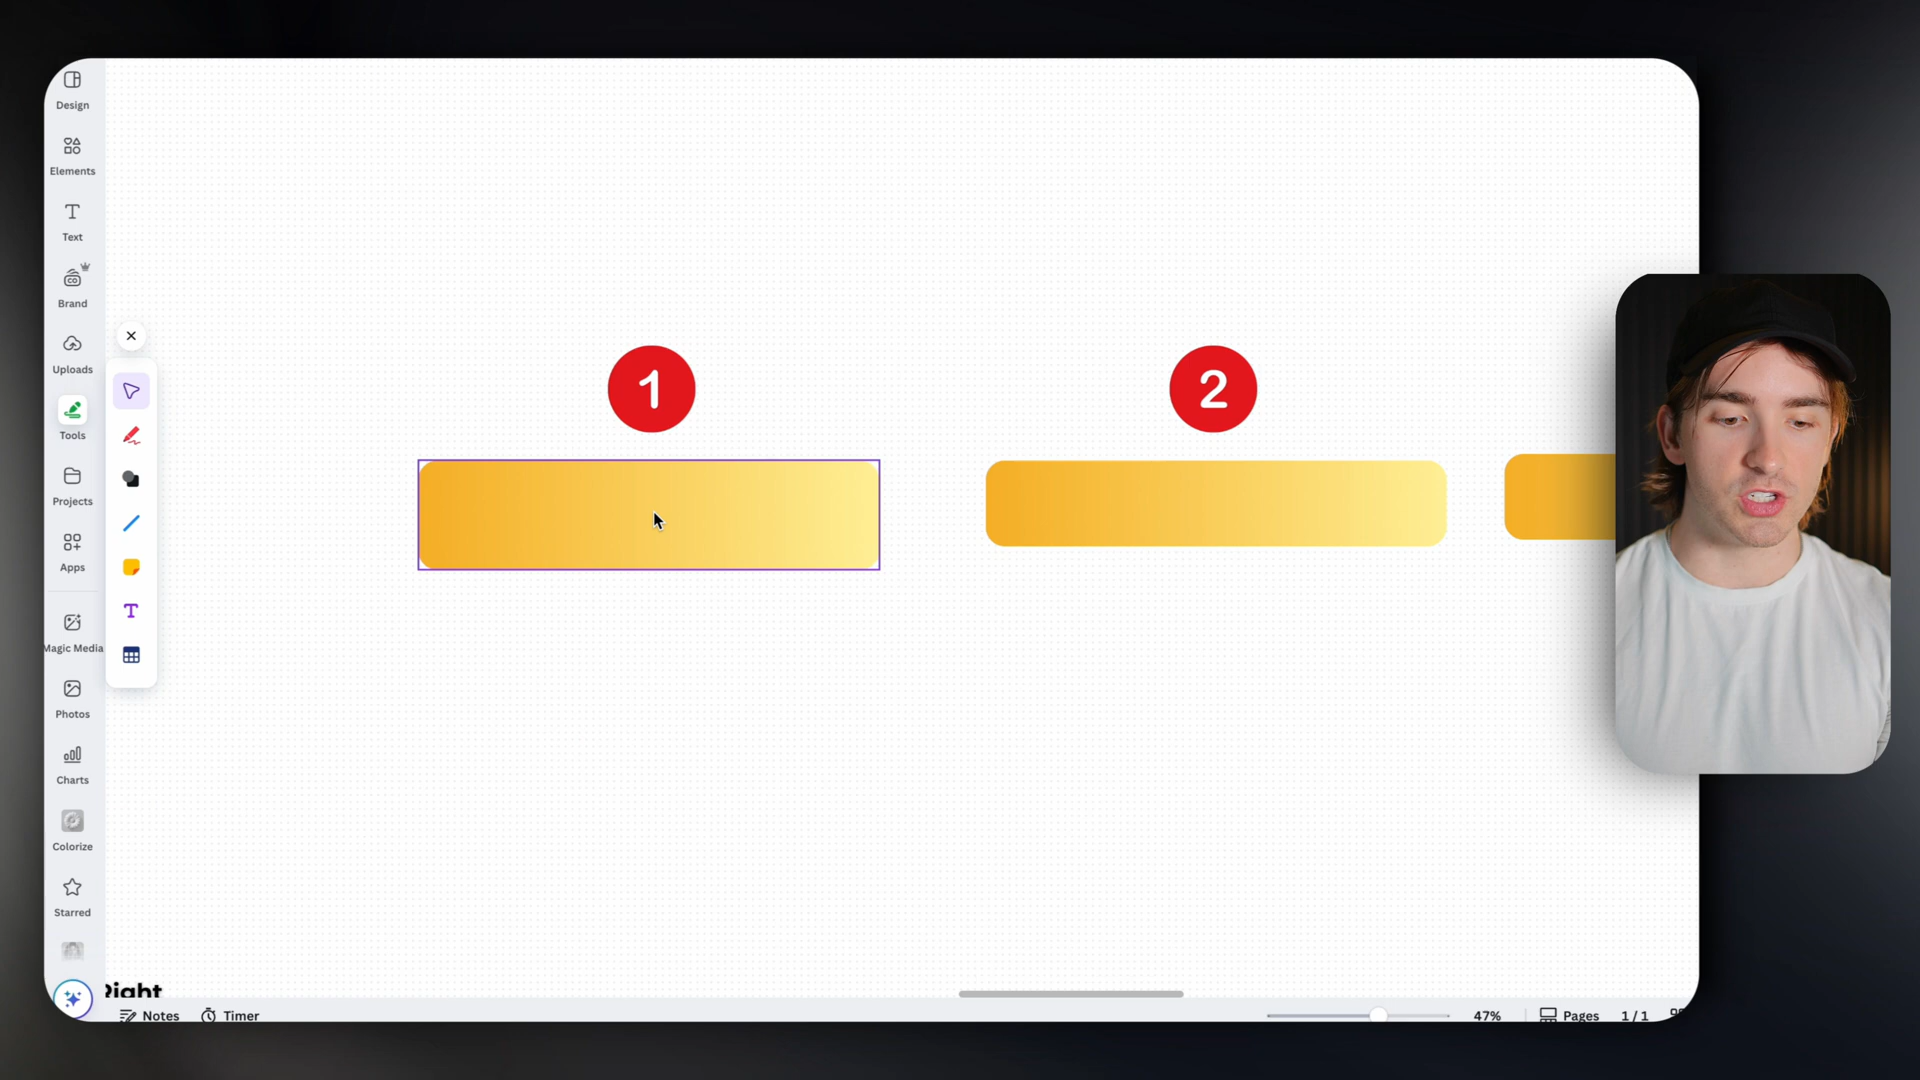 Design
Elements
Text
Brand
Uploads
Tools
Projects
Apps
Magic Media
Photos
Charts
Colorize
Starred
1
2
T
Right
Notes
Timer
47%
Pages
1 / 1